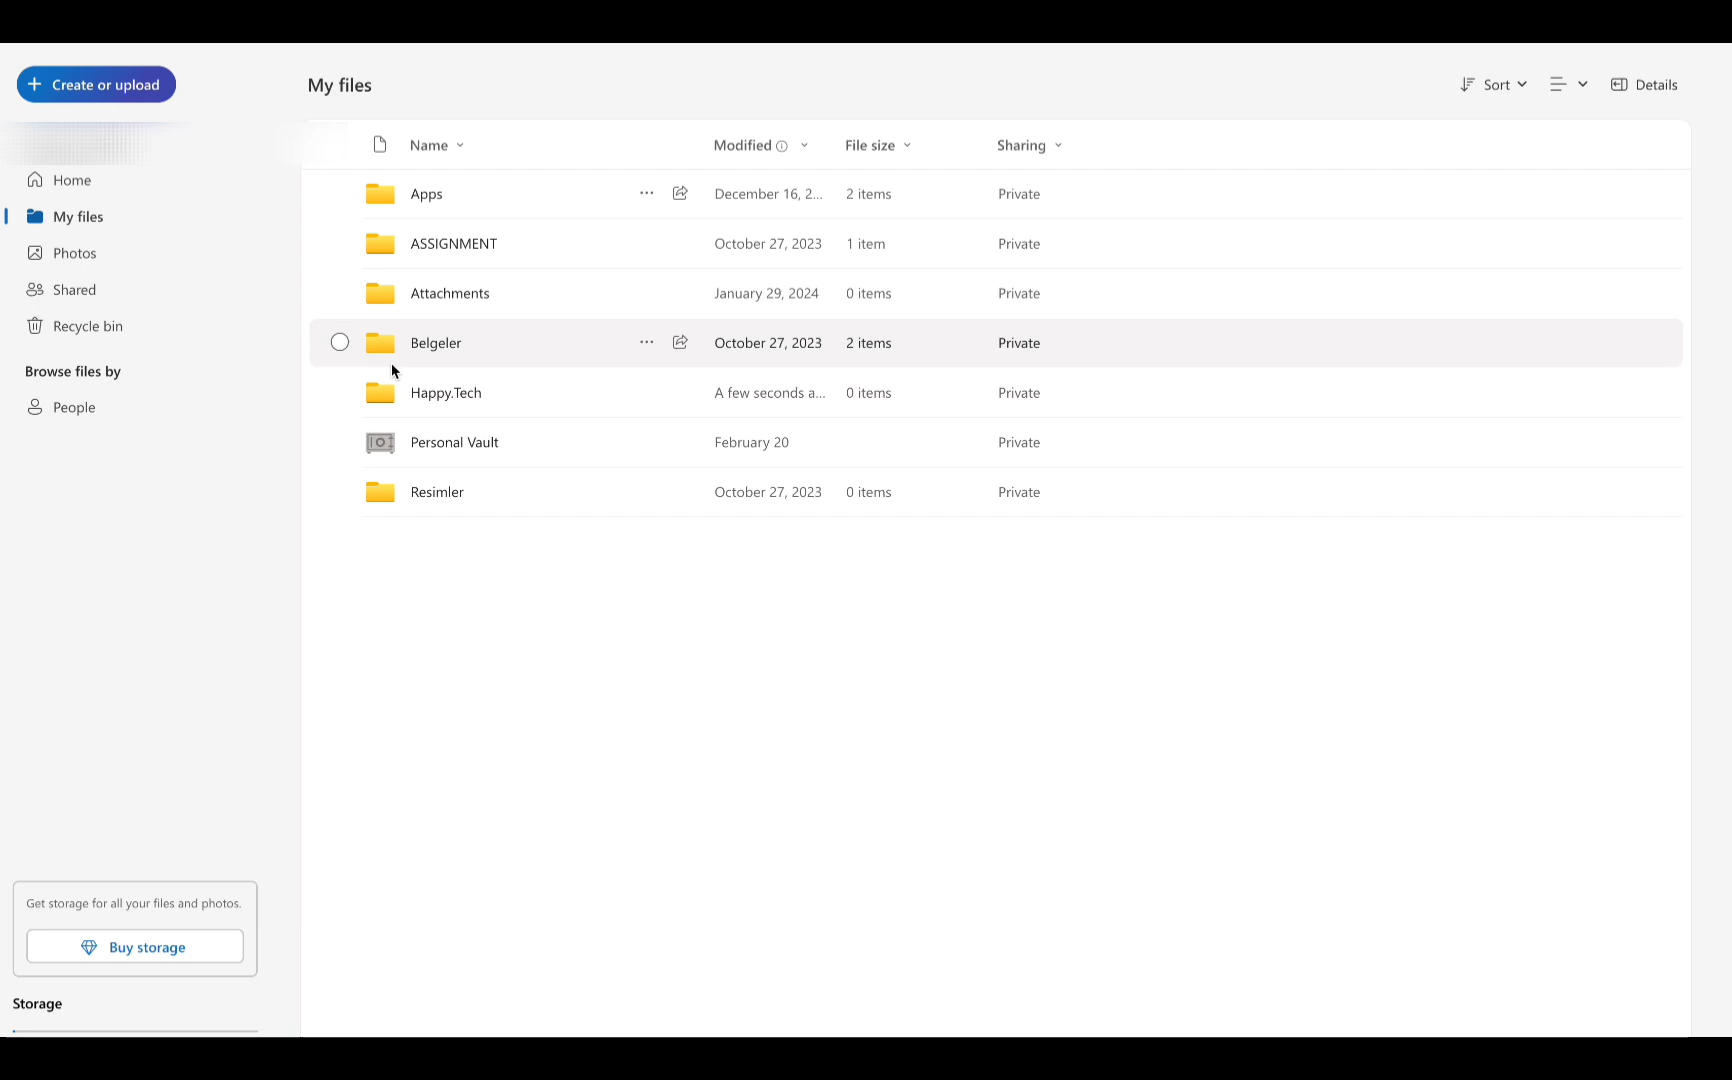 Create or upload
My files
Sort
Details
Home
My files
Photos
Shared
Recycle bin
Browse files by
People
Name Modified File size Sharing
Apps ... December 16, 2... 2 items Private
ASSIGNMENT October 27, 2023 1 item Private
Attachments January 29, 2024 0 items Private
Belgeler ... October 27, 2023 2 items Private
Happy.Tech A few seconds a... 0 items Private
Personal Vault February 20 Private
Resimler October 27, 2023 0 items Private
Get storage for all your files and photos.
Buy storage
Storage